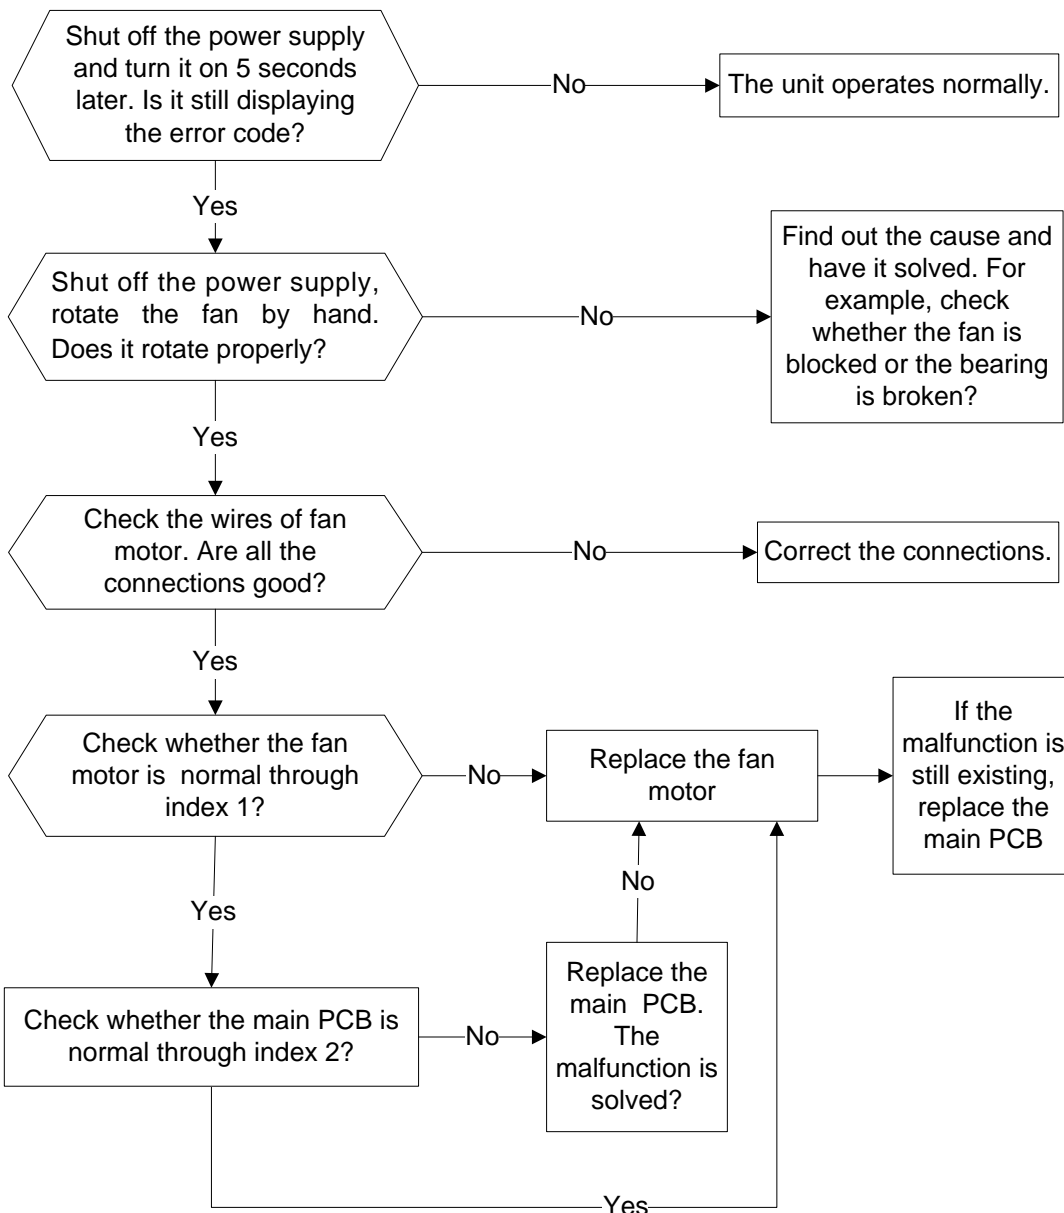 Shut off the power supply
and turn it on 5 seconds
later. Is it still displaying
the error code?
No
The unit operates normally.
Yes
Shut off the power supply,
rotate the fan by hand.
Does it rotate properly?
No
Find out the cause and
have it solved. For
example, check
whether the fan is
blocked or the bearing
is broken?
Yes
Check the wires of fan
motor. Are all the
connections good?
No
Correct the connections.
Yes
Check whether the fan
motor is normal through
index 1?
No
Replace the fan
motor
If the
malfunction is
still existing,
replace the
main PCB
Yes
No
Check whether the main PCB is
normal through index 2?
No
Replace the
main PCB.
The
malfunction is
solved?
Yes